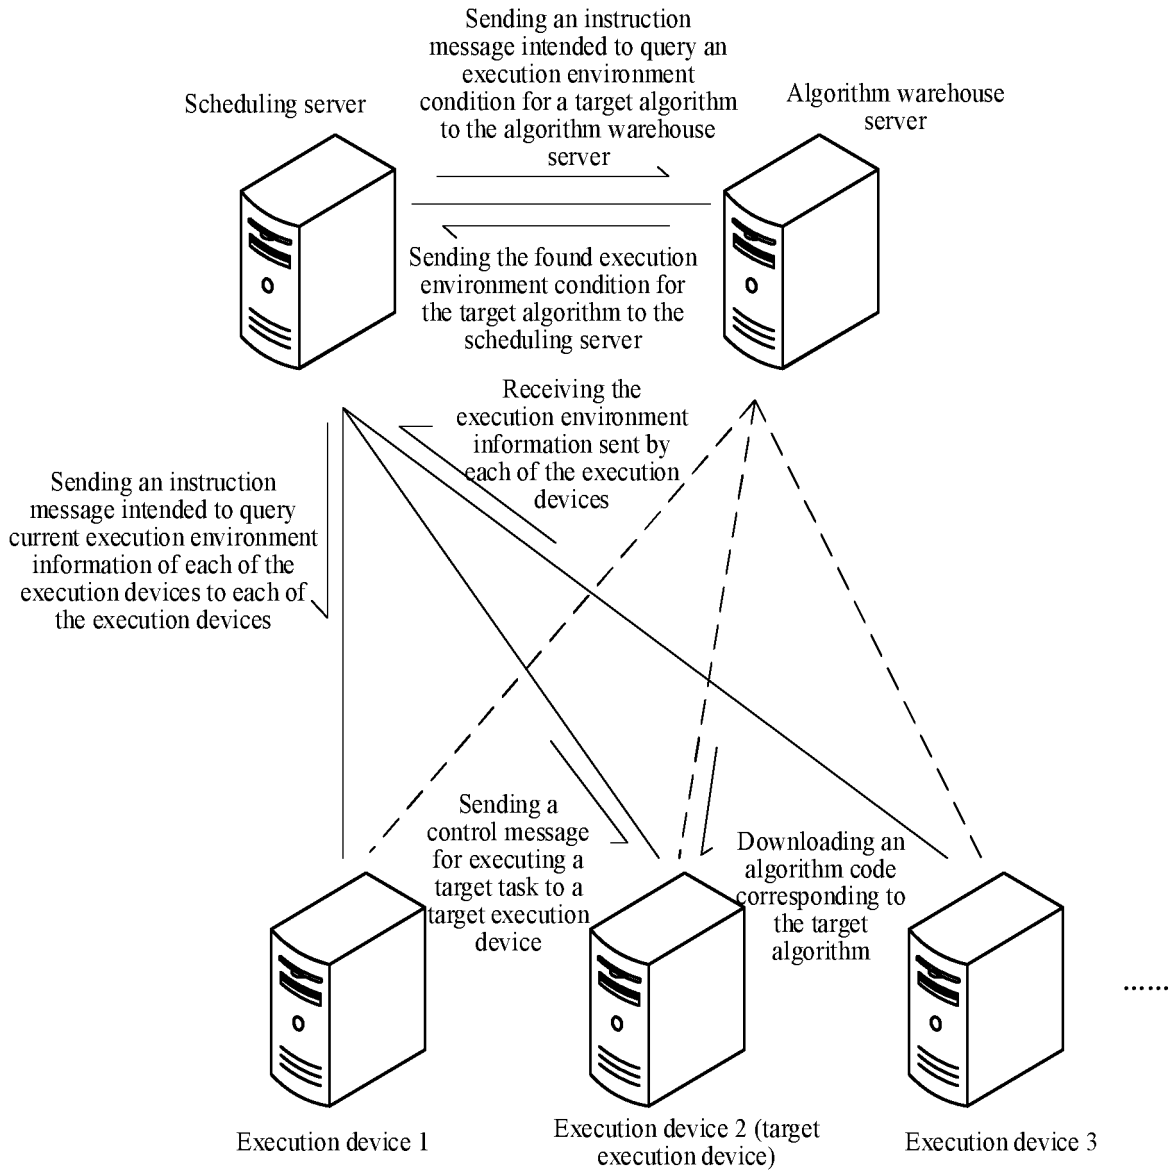 Sending an instruction
message intended to query an
execution environment
condition for a target algorithm
to the algorithm warehouse
server
Scheduling server
Algorithm warehouse
server
Sending the found execution
environment condition for
the target algorithm to the
scheduling server
Receiving the
execution environment
information sent by
each of the execution
devices
Sending an instruction
message intended to query
current execution environment
information of each of the
execution devices to each of
the execution devices
Sending a
control message
for executing a
target task to a
target execution
device
Downloading an
algorithm code
corresponding to
the target
algorithm
......
Execution device 1
Execution device 2 (target
execution device)
Execution device 3